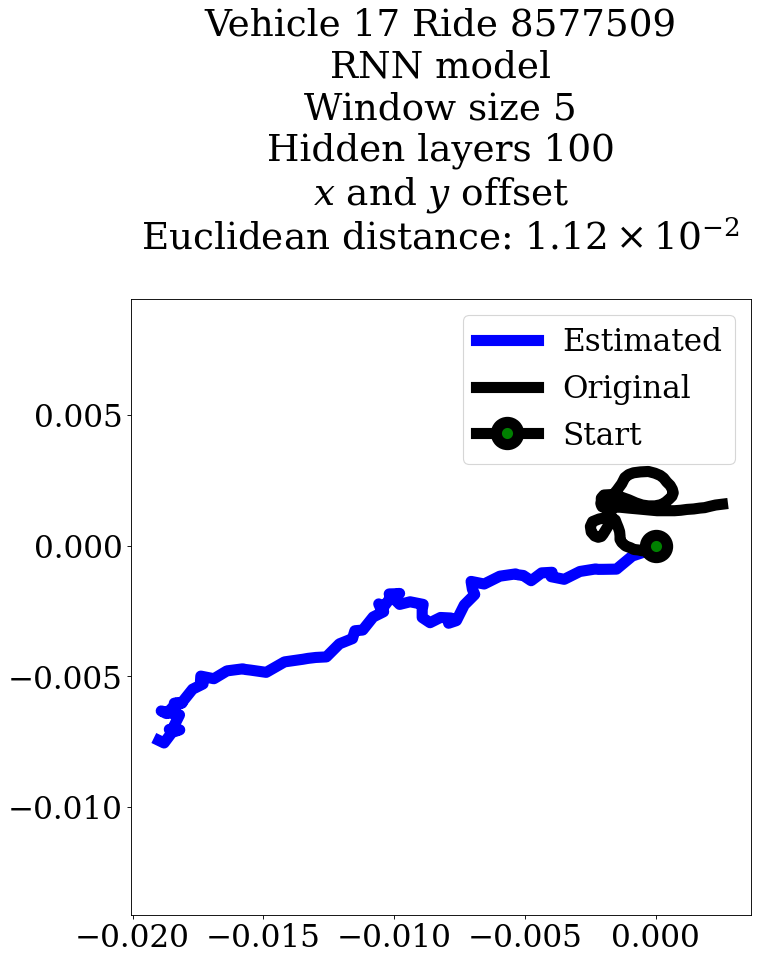 Vehicle 17 Ride 8577509
RNN model
Window size 5
Hidden layers 100
x and y offset
Euclidean distance: 1.12 × 10⁻²
Estimated
Original
Start
0.005
0.000
−0.005
−0.010
−0.020 −0.015 −0.010 −0.005 0.000